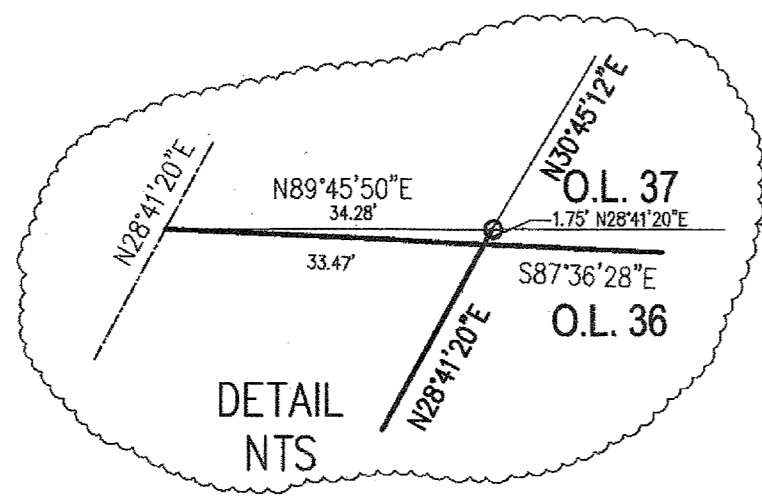 N30°45'12"E
N28°41'20"E
N89°45'50"E
34.28'
O.L. 37
1.75' N28°41'20"E
33.47'
S87°36'28"E
O.L. 36
N28°41'20"E
DETAIL
NTS